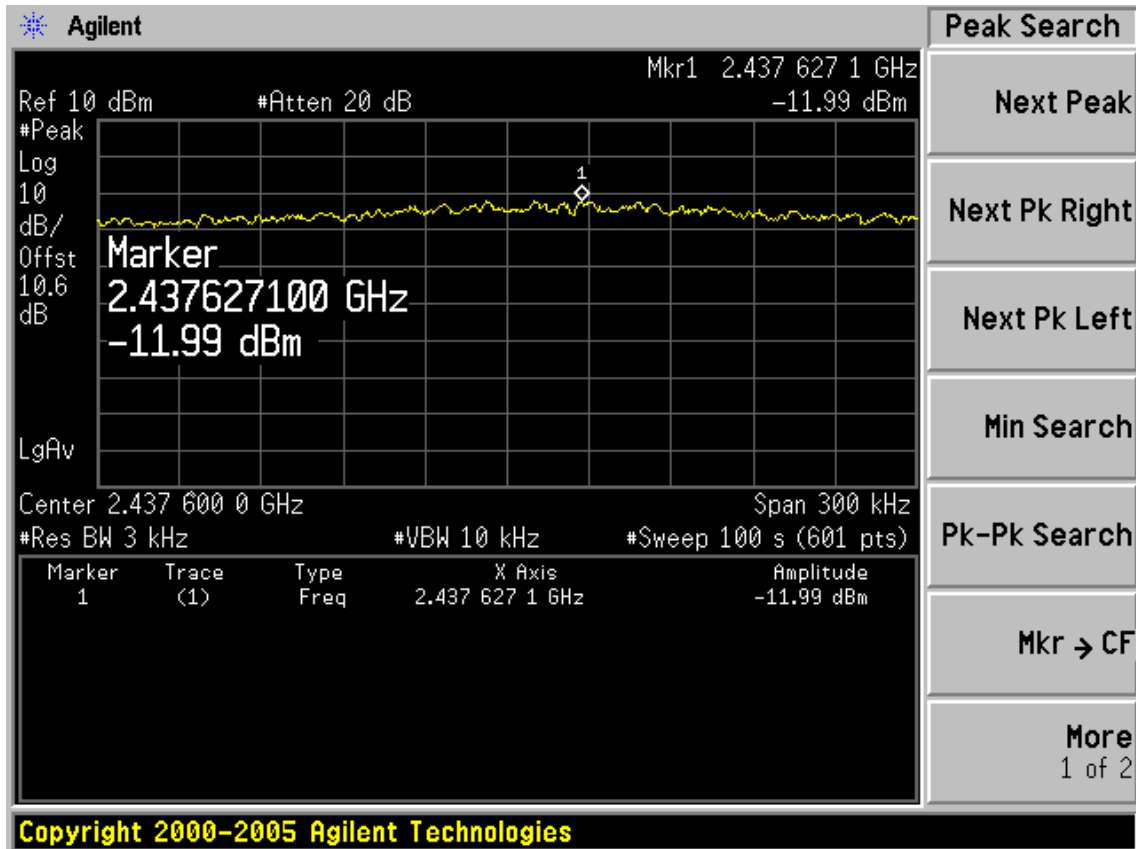 Agilent
Peak Search
Mkr1 2.437 627 1 GHz
Ref 10 dBm #Atten 20 dB -11.99 dBm
#Peak
Log
10
dB/
Offst
10.6
dB
LgAv
1
Marker
2.437627100 GHz
-11.99 dBm
Center 2.437 600 0 GHz Span 300 kHz
#Res BW 3 kHz #VBW 10 kHz #Sweep 100 s (601 pts)
Marker Trace Type X Axis Amplitude
1 (1) Freq 2.437 627 1 GHz -11.99 dBm
Next Peak
Next Pk Right
Next Pk Left
Min Search
Pk-Pk Search
Mkr → CF
More
1 of 2
Copyright 2000-2005 Agilent Technologies